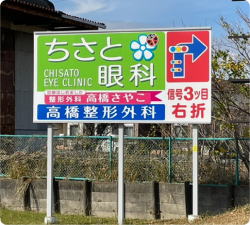 ちさと
CHISATO
EYE CLINIC
眼科
整形外科 高橋さやこ
高橋整形外科
信号3ッ目
右折